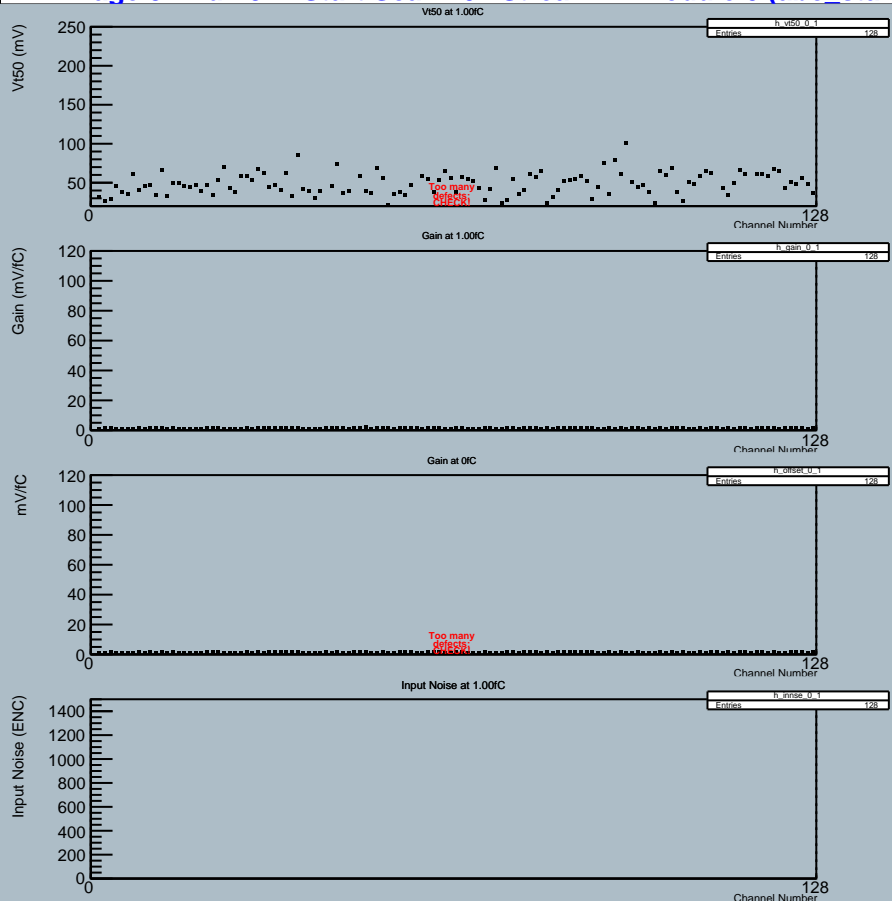 Vt50 at 1.00fC
h_vt50_0_1
Entries 128
Vt50 (mV)
250
200
150
100
50
Too many
defects:
CHECK!
0
128
Channel Number
Gain at 1.00fC
h_gain_0_1
Entries 128
Gain (mV/fC)
120
100
80
60
40
20
0
0
128
Channel Number
Gain at 0fC
h_offset_0_1
Entries 128
mV/fC
120
100
80
60
40
20
Too many
defects:
CHECK!
0
0
128
Channel Number
Input Noise at 1.00fC
h_innse_0_1
Entries 128
Input Noise (ENC)
1400
1200
1000
800
600
400
200
0
0
128
Channel Number